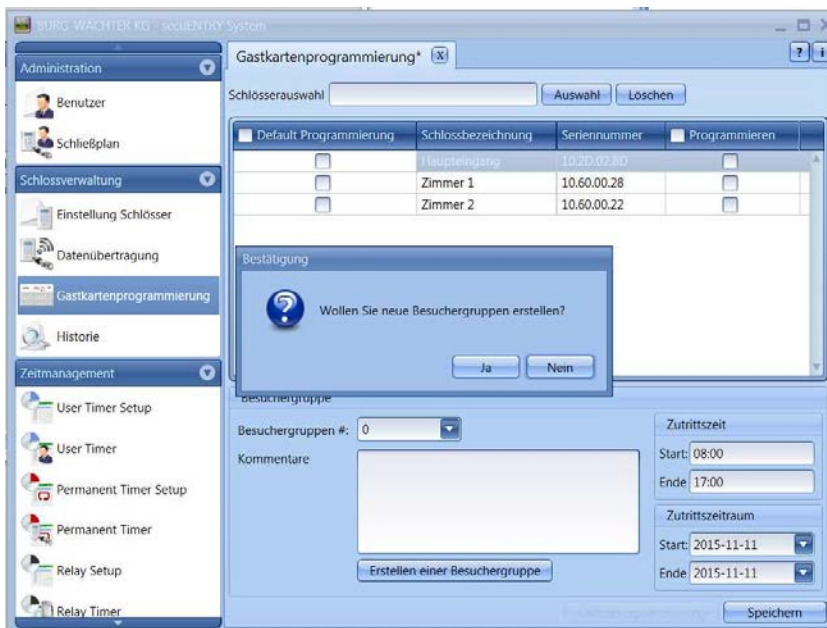 BURG-WÄCHTER KG - secuENTRY System
Administration
Benutzer
Schließplan
Schlossverwaltung
Einstellung Schlösser
Datenübertragung
Gastkartenprogrammierung
Historie
Zeitmanagement
User Timer Setup
User Timer
Permanent Timer Setup
Permanent Timer
Relay Setup
Relay Timer
Gastkartenprogrammierung* X
? i
Schlösserauswahl Auswahl Löschen
Default Programmierung Schlossbezeichnung Seriennummer Programmieren
Haupteingang 10.2D.02.8D
Zimmer 1 10.60.00.28
Zimmer 2 10.60.00.22
Bestätigung
?
Wollen Sie neue Besuchergruppen erstellen?
Ja Nein
Besuchergruppe
Besuchergruppen #: 0
Kommentare
Erstellen einer Besuchergruppe
Zutrittszeit
Start: 08:00
Ende 17:00
Zutrittszeitraum
Start: 2015-11-11
Ende 2015-11-11
Speichern